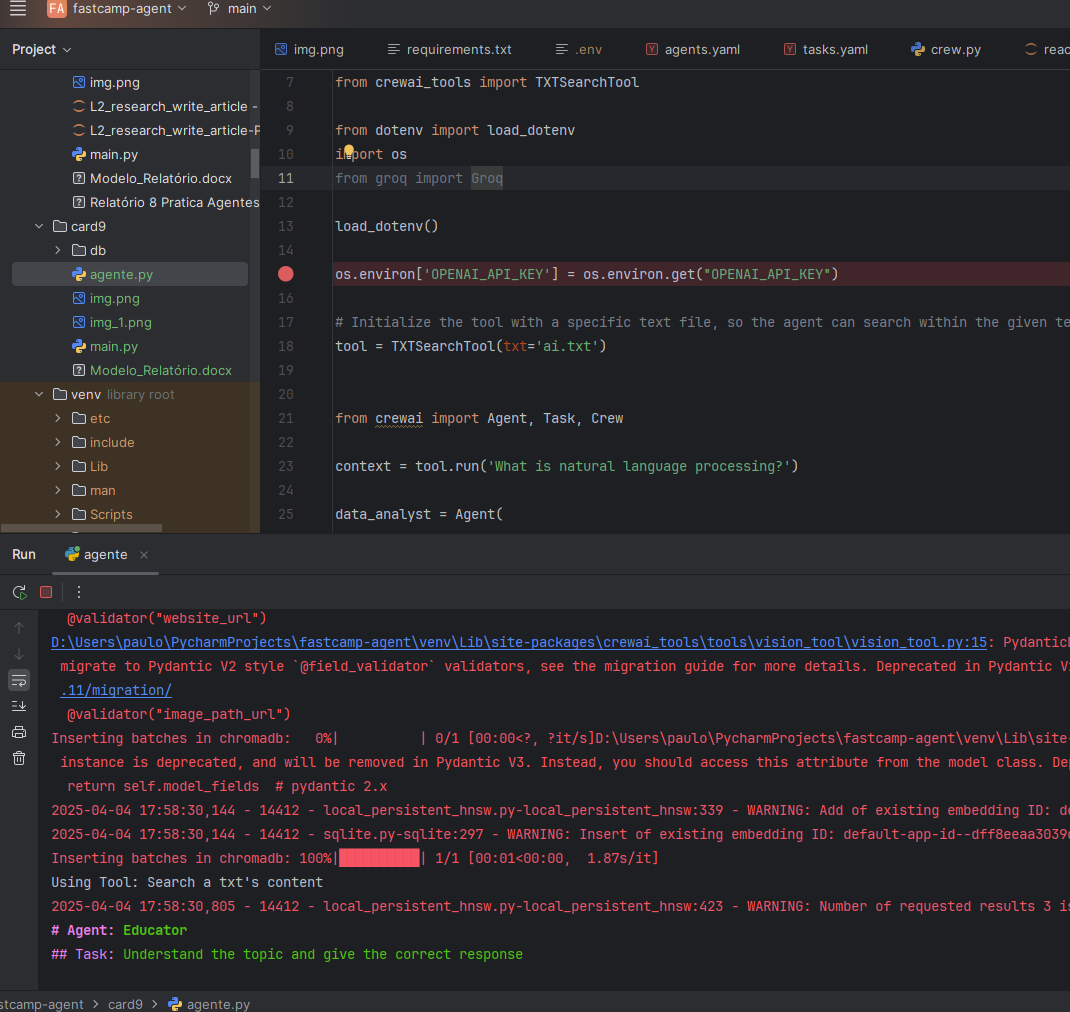 FA fastcamp-agent main
Project
img.png requirements.txt .env agents.yaml tasks.yaml crew.py
img.png
L2_research_write_article -
L2_research_write_article-
main.py
Modelo_Relatório.docx
Relatório 8 Pratica Agentes
card9
db
agente.py
img.png
img_1.png
main.py
Modelo_Relatório.docx
venv library root
etc
include
Lib
man
Scripts
7 from crewai_tools import TXTSearchTool
8
9 from dotenv import load_dotenv
10 import os
11 from groq import Groq
12
13 load_dotenv()
14
os.environ['OPENAI_API_KEY'] = os.environ.get("OPENAI_API_KEY")
16
17 # Initialize the tool with a specific text file, so the agent can search within the given
18 tool = TXTSearchTool(txt='ai.txt')
19
20
21 from crewai import Agent, Task, Crew
22
23 context = tool.run('What is natural language processing?')
24
25 data_analyst = Agent(
Run agente
@validator("website_url")
D:\Users\paulo\PycharmProjects\fastcamp-agent\venv\Lib\site-packages\crewai_tools\tools\vision_tool\vision_tool.py:15: Pydantic
migrate to Pydantic V2 style `@field_validator` validators, see the migration guide for more details. Deprecated in Pydantic
.11/migration/
@validator("image_path_url")
Inserting batches in chromadb: 0%| | 0/1 [00:00<?, ?it/s]D:\Users\paulo\PycharmProjects\fastcamp-agent\venv\Lib\site-
instance is deprecated, and will be removed in Pydantic V3. Instead, you should access this attribute from the model class.
return self.model_fields # pydantic 2.x
2025-04-04 17:58:30,144 - 14412 - local_persistent_hnsw.py-local_persistent_hnsw:339 - WARNING: Add of existing embedding ID:
2025-04-04 17:58:30,144 - 14412 - sqlite.py-sqlite:297 - WARNING: Insert of existing embedding ID: default-app-id--dff8eeaa3039
Inserting batches in chromadb: 100%|██████████| 1/1 [00:01<00:00, 1.87s/it]
Using Tool: Search a txt's content
2025-04-04 17:58:30,805 - 14412 - local_persistent_hnsw.py-local_persistent_hnsw:423 - WARNING: Number of requested results 3
# Agent: Educator
## Task: Understand the topic and give the correct response
stcamp-agent > card9 > agente.py